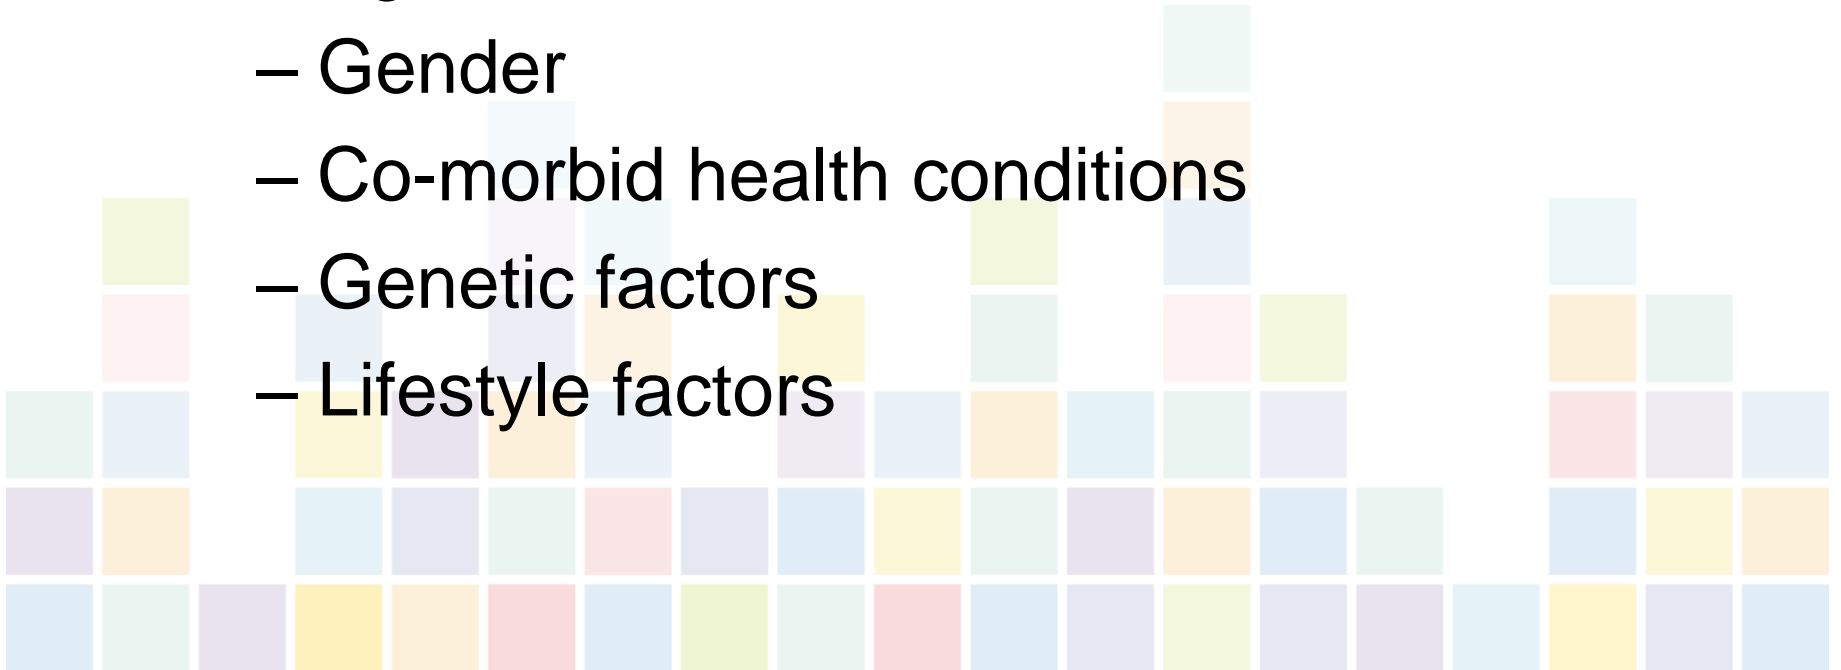 – Gender
– Co-morbid health conditions
– Genetic factors
– Lifestyle factors